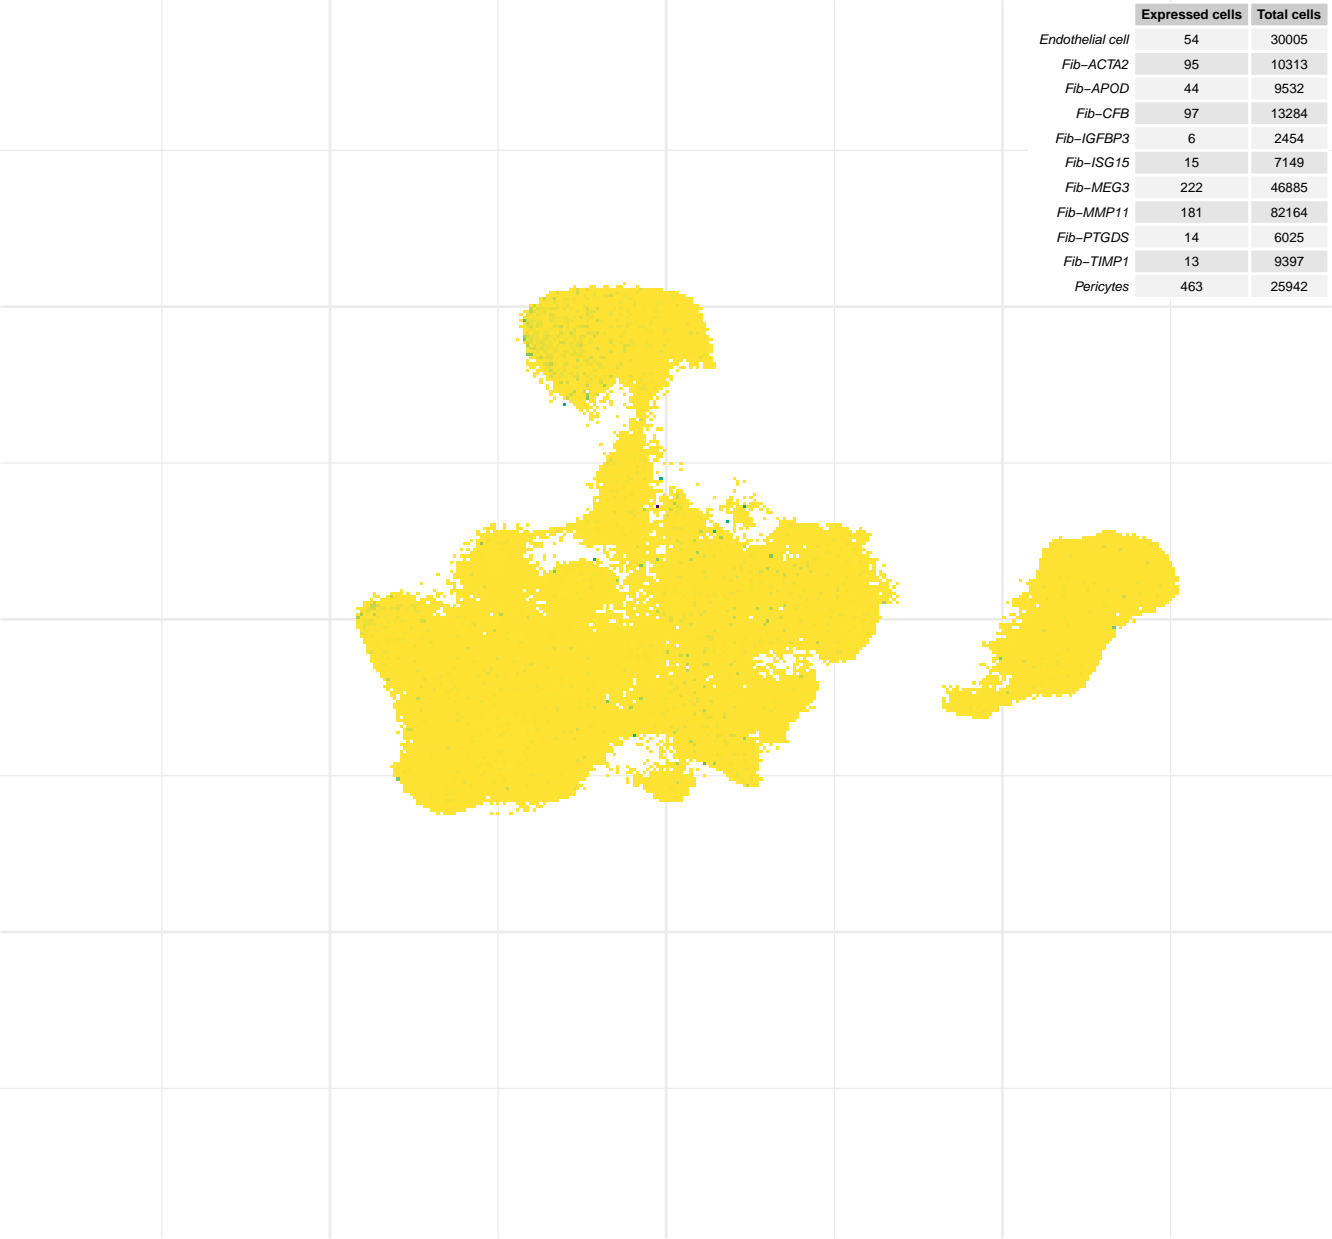 Expressed cells Total cells
Endothelial cell 54 30005
Fib−ACTA2 95 10313
Fib−APOD 44 9532
Fib−CFB 97 13284
Fib−IGFBP3 6 2454
Fib−ISG15 15 7149
Fib−MEG3 222 46885
Fib−MMP11 181 82164
Fib−PTGDS 14 6025
Fib−TIMP1 13 9397
Pericytes 463 25942